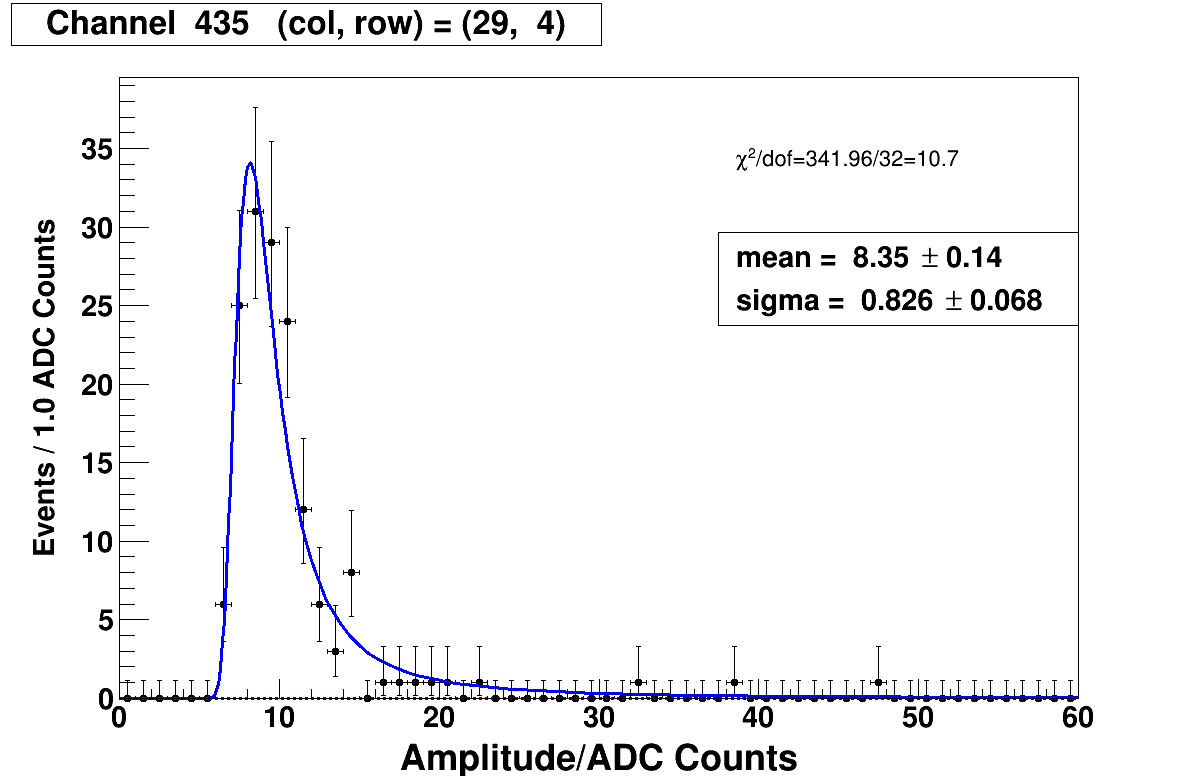 Channel 435 (col, row) = (29, 4)
χ²/dof=341.96/32=10.7
mean = 8.35 ± 0.14
sigma = 0.826 ± 0.068
Events / 1.0 ADC Counts
35
30
25
20
15
10
5
0
0 10 20 30 40 50 60
Amplitude/ADC Counts